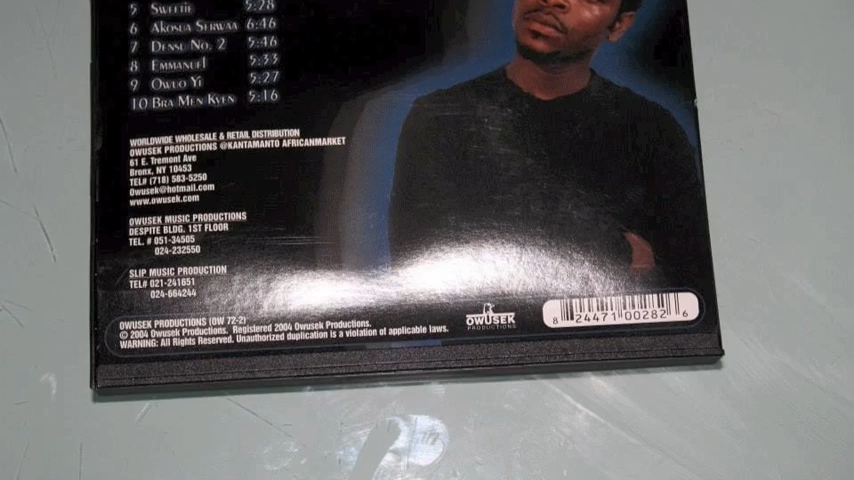 5 Sweetie 5:28
6 Akosua Serwaa 6:46
7 Densu No. 2 5:46
8 Emmanuel 5:33
9 Owuo Yi 5:27
10 Bra Men Kyen 5:16
WORLDWIDE WHOLESALE & RETAIL DISTRIBUTION
OWUSEK PRODUCTIONS @KANTAMANTO AFRICANMARKET
61 E. Tremont Ave
Bronx, NY 10453
TEL# (718) 583-5250
Owusek@hotmail.com
www.owusek.com
OWUSEK MUSIC PRODUCTIONS
DESPITE BLDG. 1ST FLOOR
TEL. # 051-34505
024-232550
SLIP MUSIC PRODUCTION
TEL# 021-241651
024-664244
OWUSEK PRODUCTIONS (OW 72-2)
© 2004 Owusek Productions. Registered 2004 Owusek Productions.
WARNING: All Rights Reserved. Unauthorized duplication is a violation of applicable laws.
OWUSEK
PRODUCTIONS
8 24471 00282 6